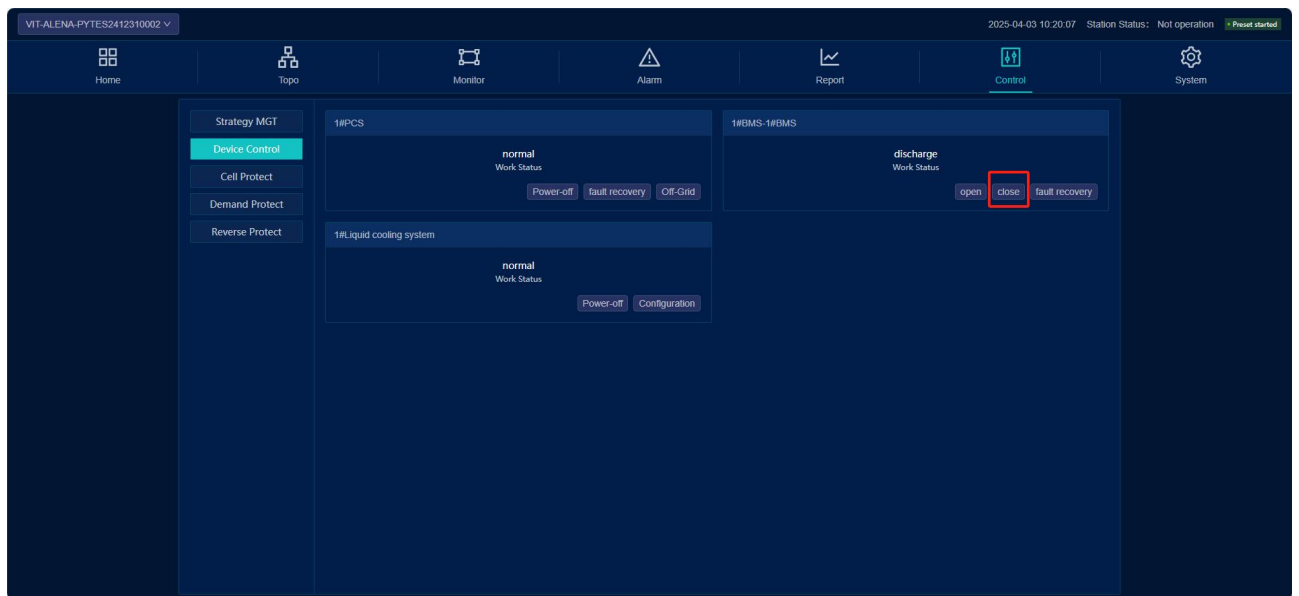 VIT-ALENA-PYTES2412310002
2025-04-03 10:20:07 Station Status: Not operation Preset started
Home Topo Monitor Alarm Report Control System
Strategy MGT
Device Control
Cell Protect
Demand Protect
Reverse Protect
1#PCS
normal
Work Status
Power-off fault recovery Off-Grid
1#BMS-1#BMS
discharge
Work Status
open close fault recovery
1#Liquid cooling system
normal
Work Status
Power-off Configuration